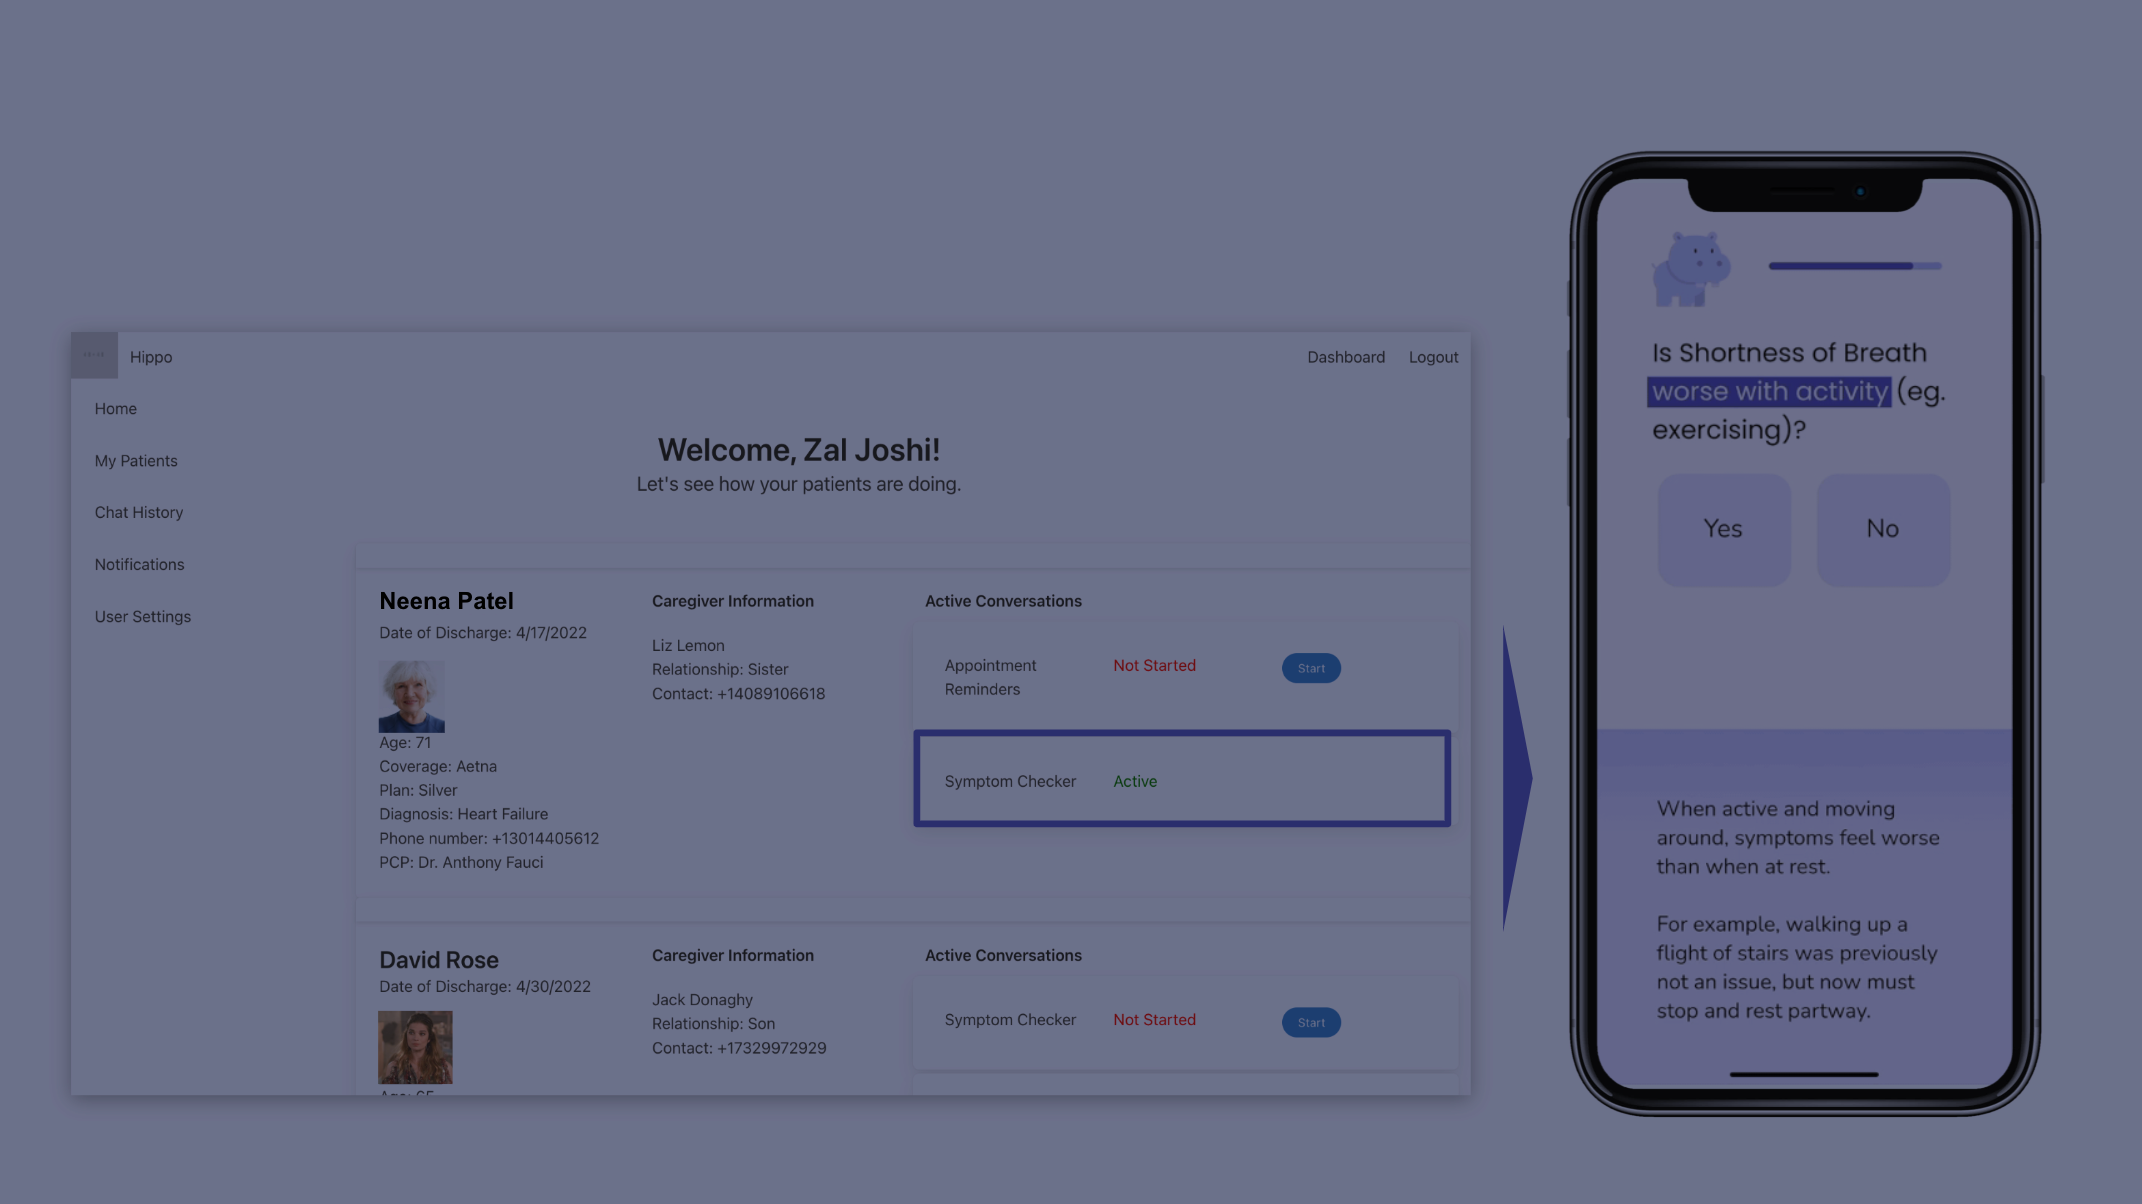 Hippo
Dashboard
Logout
Home
My Patients
Chat History
Notifications
User Settings
Welcome, Zal Joshi!
Let's see how your patients are doing.
Neena Patel
Date of Discharge: 4/17/2022
Age: 71
Coverage: Aetna
Plan: Silver
Diagnosis: Heart Failure
Phone number: +13014405612
PCP: Dr. Anthony Fauci
Caregiver Information
Liz Lemon
Relationship: Sister
Contact: +14089106618
Active Conversations
Appointment
Reminders
Not Started
Start
Symptom Checker
Active
David Rose
Date of Discharge: 4/30/2022
Age: 65
Caregiver Information
Jack Donaghy
Relationship: Son
Contact: +17329972929
Active Conversations
Symptom Checker
Not Started
Start
Is Shortness of Breath
worse with activity (eg.
exercising)?
Yes
No
When active and moving
around, symptoms feel worse
than when at rest.
For example, walking up a
flight of stairs was previously
not an issue, but now must
stop and rest partway.